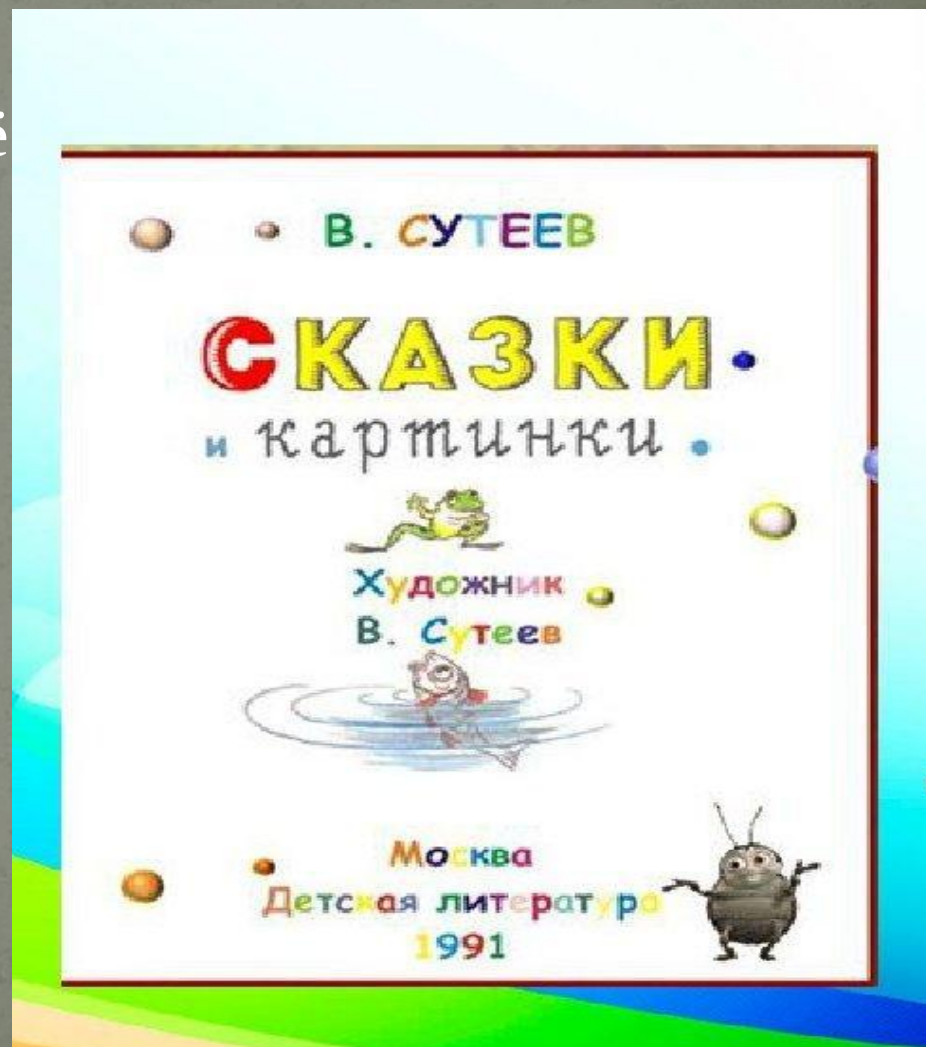 В. СУТЕЕВ
СКАЗКИ
и картинки
Художник
В. Сутеев
Москва
Детская литература
1991